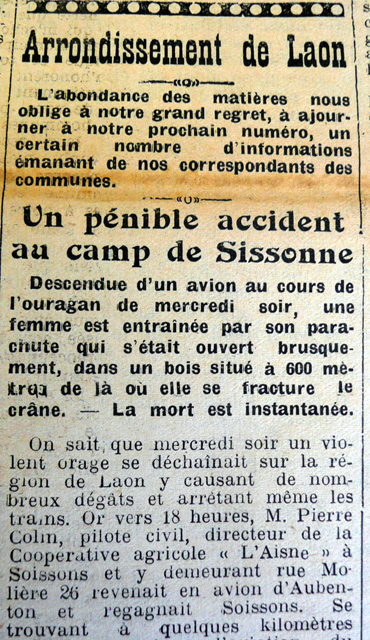 Arrondissement de Laon
L'abondance des matières nous
oblige à notre grand regret, à ajour-
ner à notre prochain numéro, un
certain nombre d'informations
émanant de nos correspondants des
communes.
Un pénible accident
au camp de Sissonne
Descendue d'un avion au cours de
l'ouragan de mercredi soir, une
femme est entrainée par son para-
chute qui s'était ouvert brusque-
ment, dans un bois situé à 600 mè-
tres de là où elle se fracture le
crâne. — La mort est instantanée.
On sait que mercredi soir un vio-
lent orage se déchaînait sur la ré-
gion de Laon y causant de nom-
breux dégâts et arrêtant même les
trains. Or vers 18 heures, M. Pierre
Colin, pilote civil, directeur de la
Coopérative agricole « L'Aisne » à
Soissons et y demeurant rue Mo-
lière 26 revenait en avion d'Auben-
ton et regagnait Soissons. Se
trouvant à quelques kilomètres